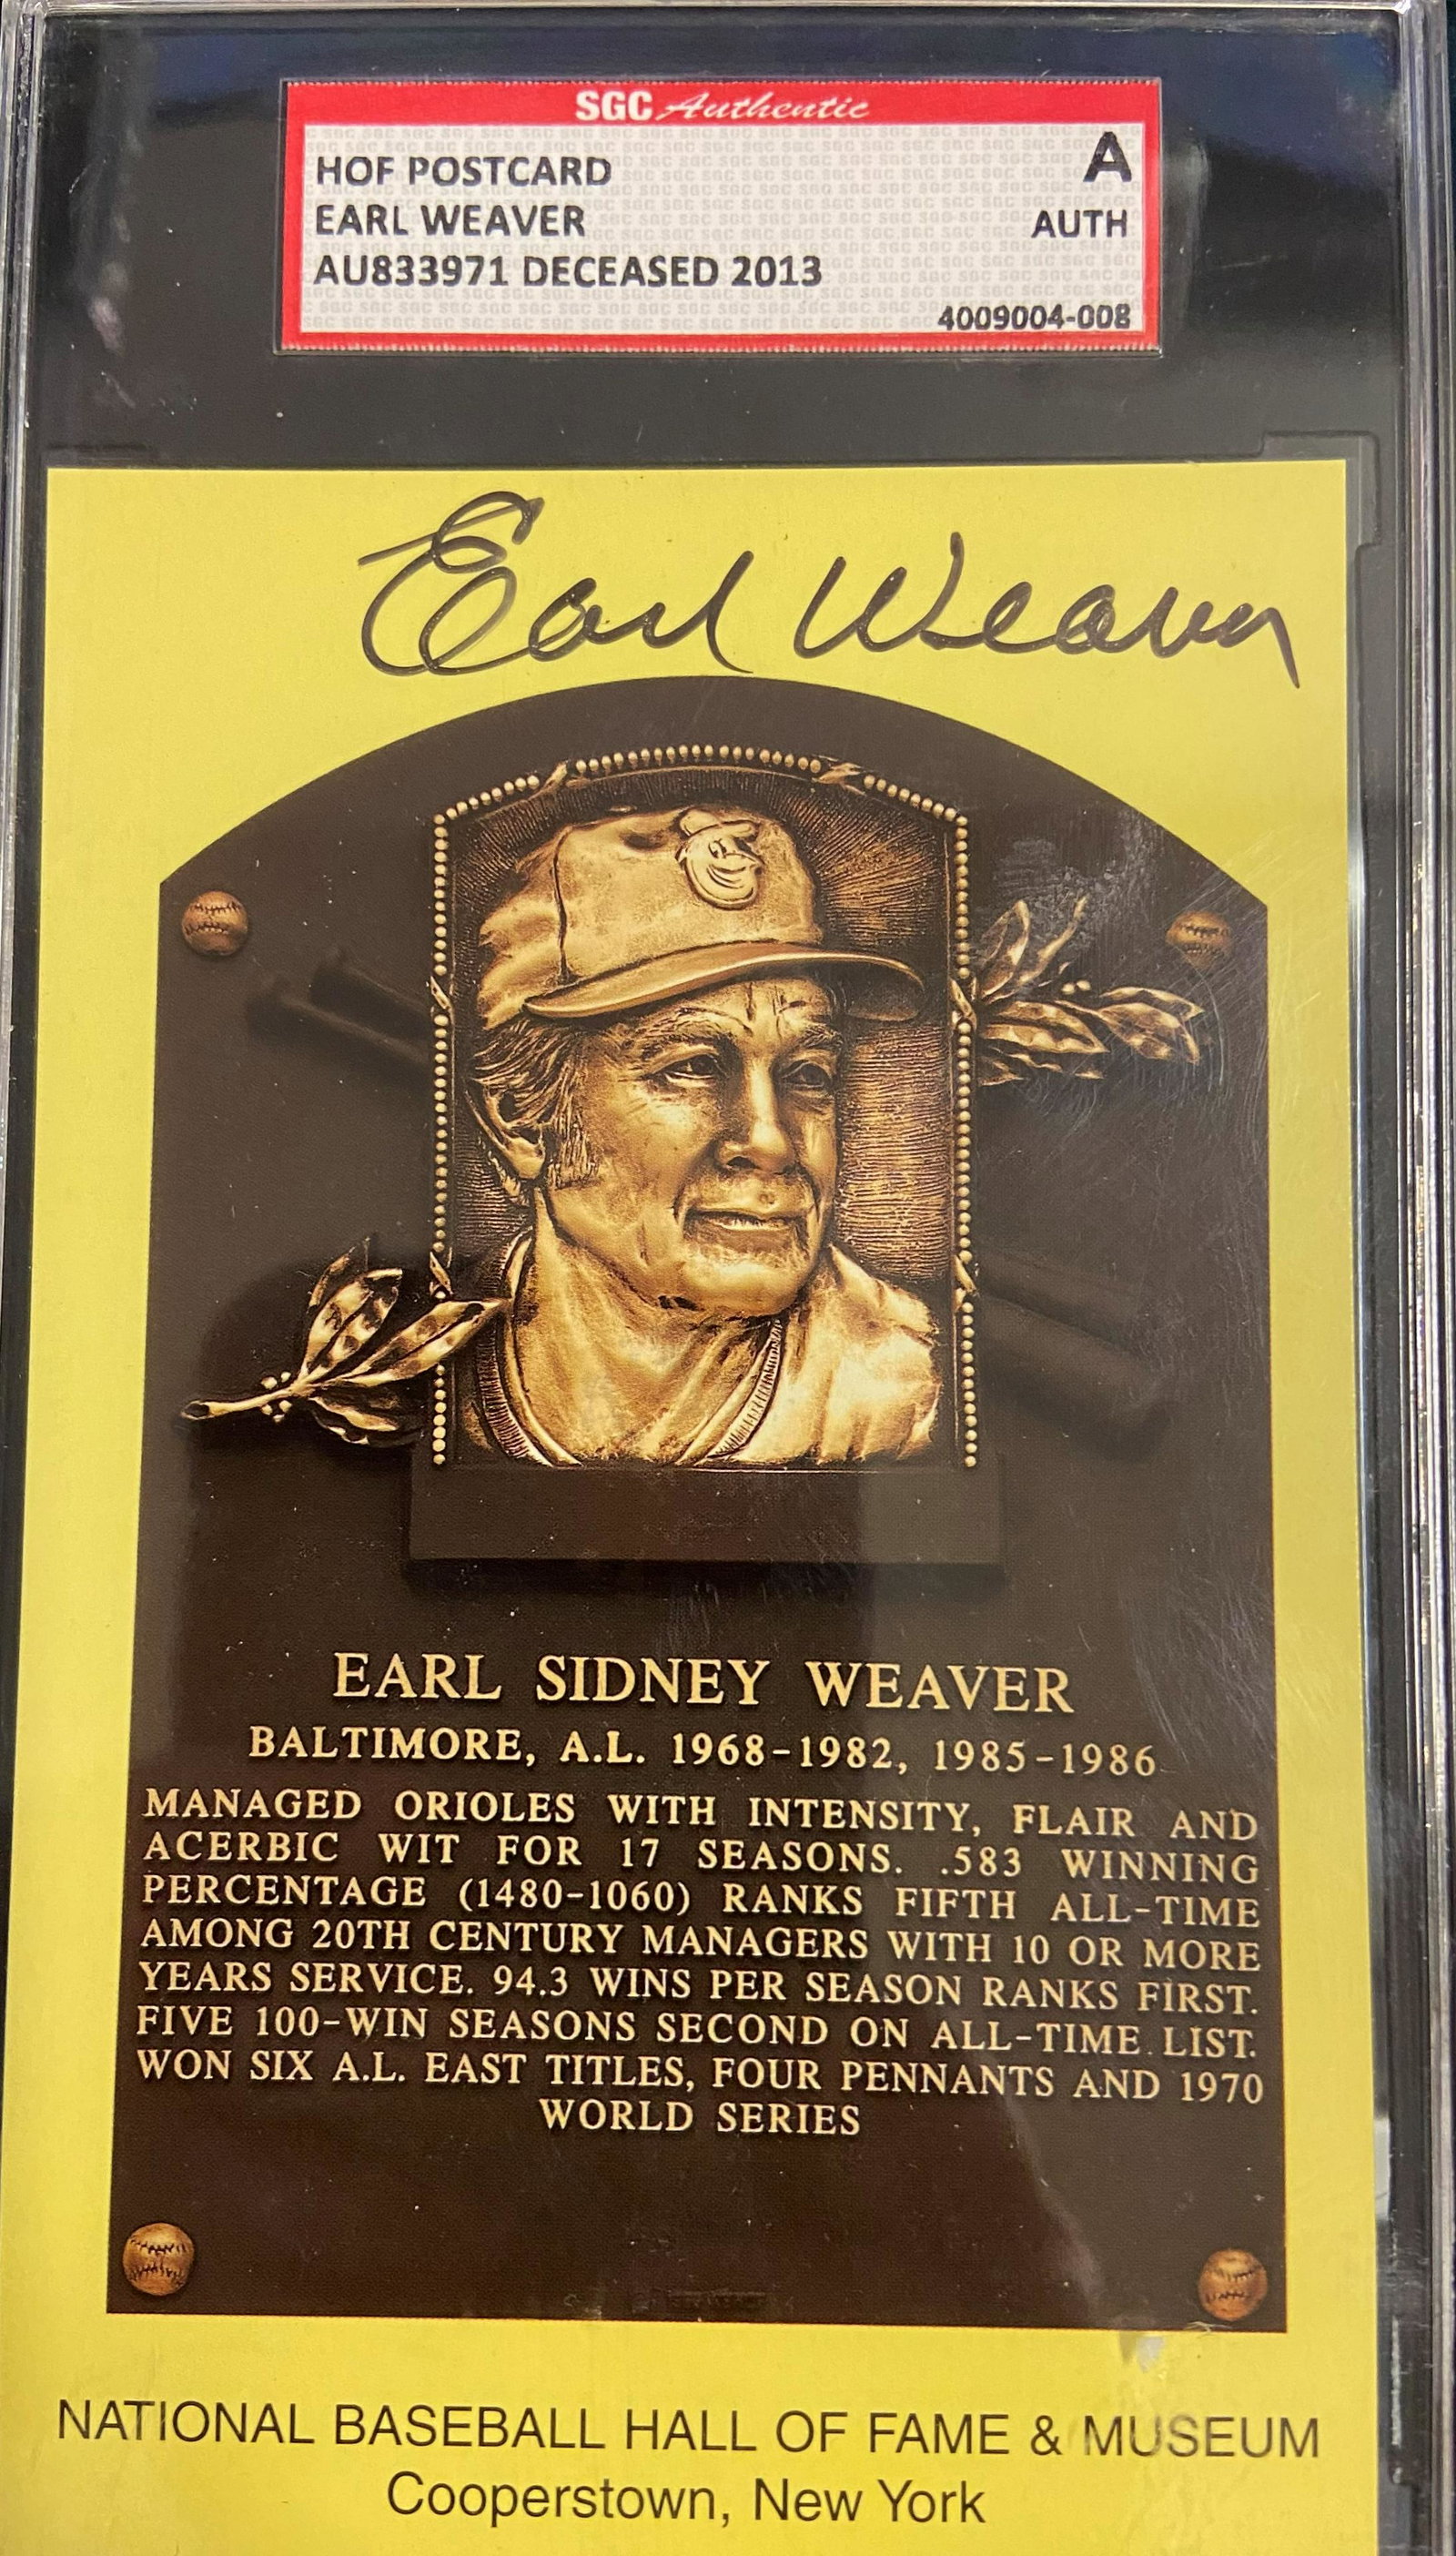 SGC Authentic
HOF POSTCARD
A
EARL WEAVER
AUTH
AU833971 DECEASED 2013
4009004-008
Earl Weaver
EARL SIDNEY WEAVER
BALTIMORE, A.L. 1968-1982, 1985-1986
MANAGED ORIOLES WITH INTENSITY, FLAIR AND
ACERBIC WIT FOR 17 SEASONS. .583 WINNING
PERCENTAGE (1480-1060) RANKS FIFTH ALL-TIME
AMONG 20TH CENTURY MANAGERS WITH 10 OR MORE
YEARS SERVICE. 94.3 WINS PER SEASON RANKS FIRST.
FIVE 100-WIN SEASONS SECOND ON ALL-TIME LIST.
WON SIX A.L. EAST TITLES, FOUR PENNANTS AND 1970
WORLD SERIES
NATIONAL BASEBALL HALL OF FAME & MUSEUM
Cooperstown, New York